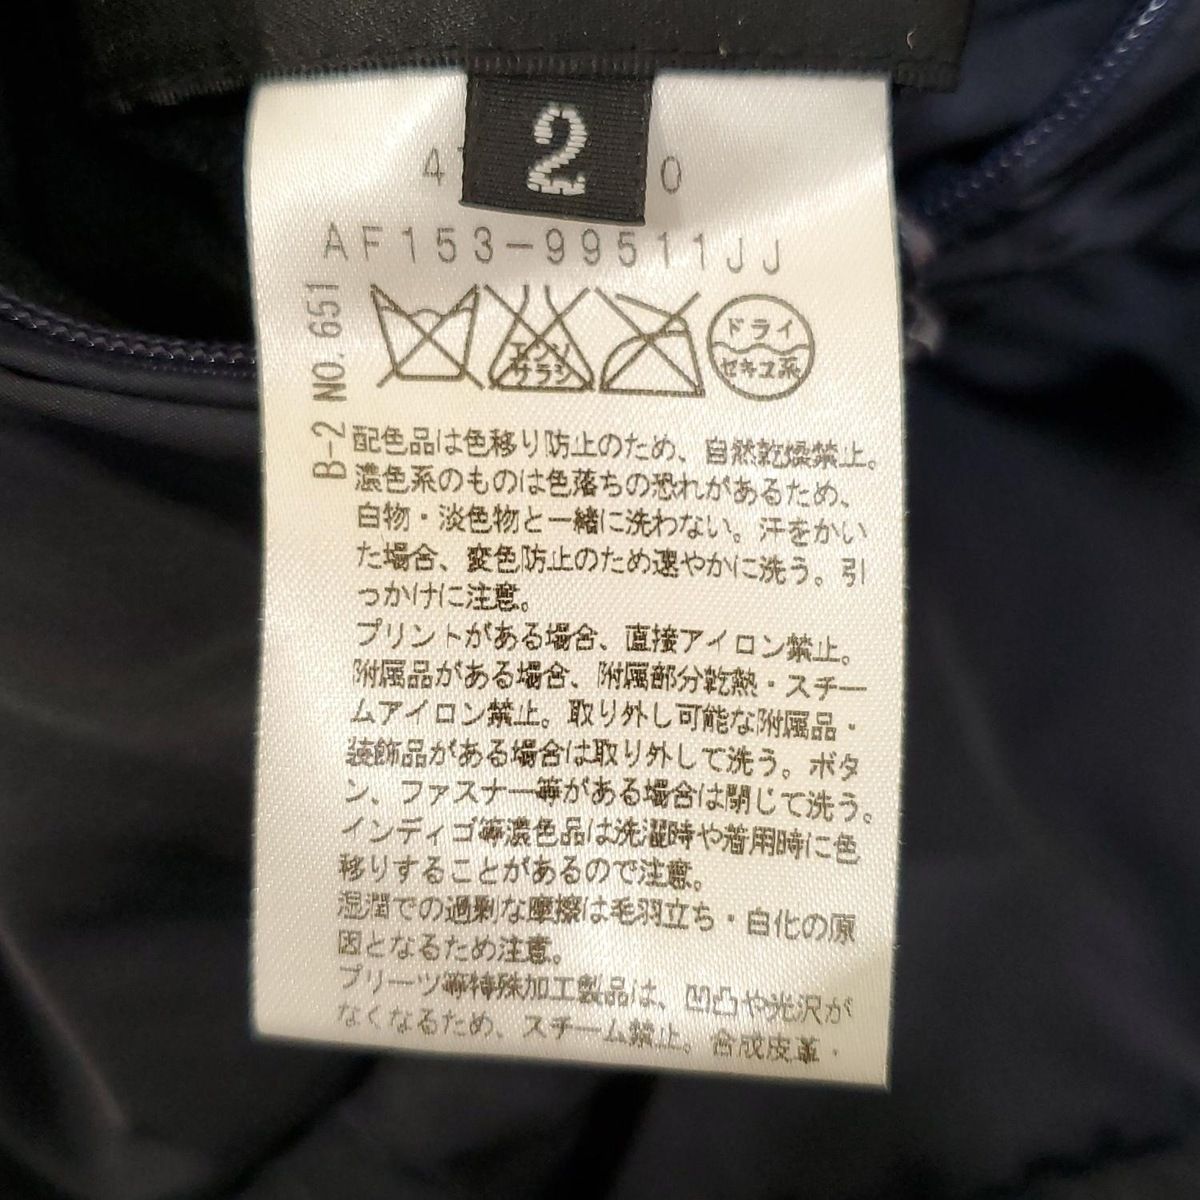 2
4 0
AF153-99511JJ
エンソ
サラシ
ドライ
セキユ系
B-2 NO.651
配色品は色移り防止のため、自然乾燥禁止。
濃色系のものは色落ちの恐れがあるため、
白物・淡色物と一緒に洗わない。汗をかい
た場合、変色防止のため速やかに洗う。引
っかけに注意。
プリントがある場合、直接アイロン禁止。
附属品がある場合、附属部分乾熱・スチー
ムアイロン禁止。取り外し可能な附属品・
装飾品がある場合は取り外して洗う。ボタ
ン、ファスナー等がある場合は閉じて洗う。
インディゴ等濃色品は洗濯時や着用時に色
移りすることがあるので注意。
湿潤での過剰な摩擦は毛羽立ち・白化の原
因となるため注意。
プリーツ等特殊加工製品は、凹凸や光沢が
なくなるため、スチーム禁止。合成皮革・